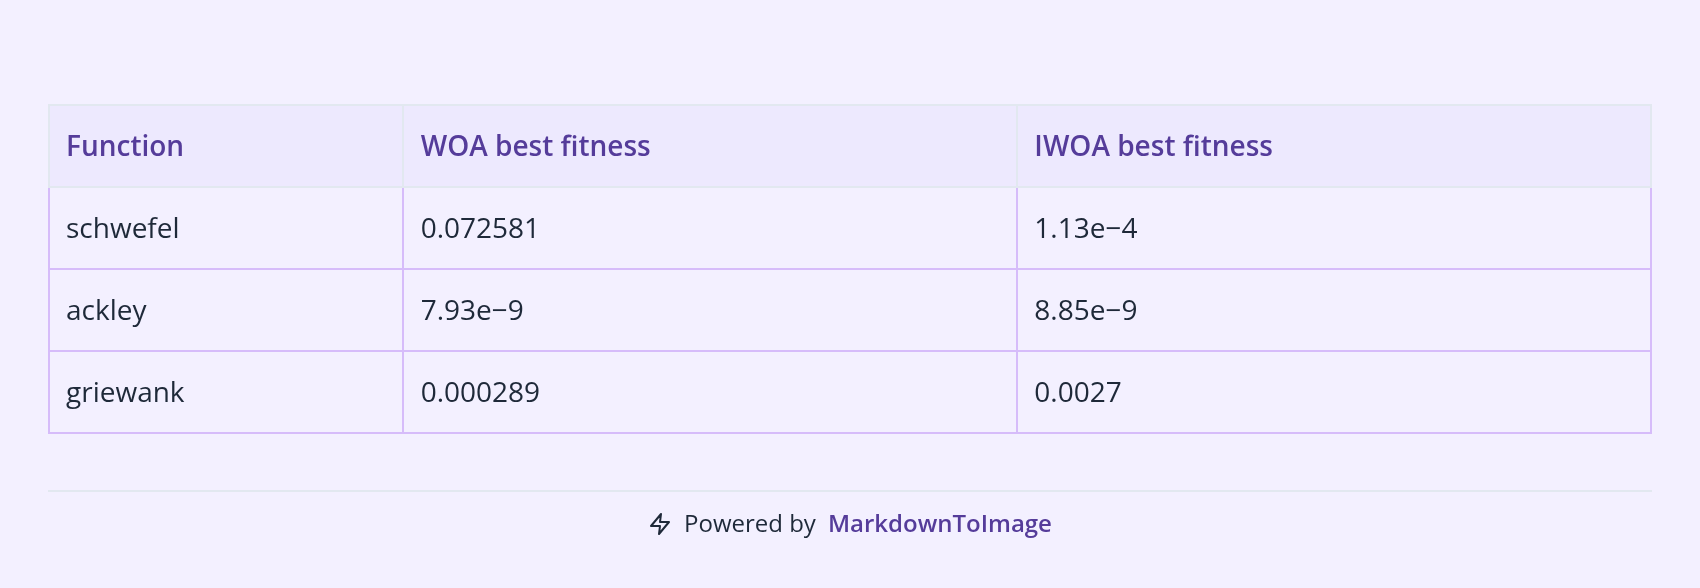 Function WOA best fitness IWOA best fitness
schwefel 0.072581 1.13e−4
ackley 7.93e−9 8.85e−9
griewank 0.000289 0.0027
Powered by MarkdownToImage